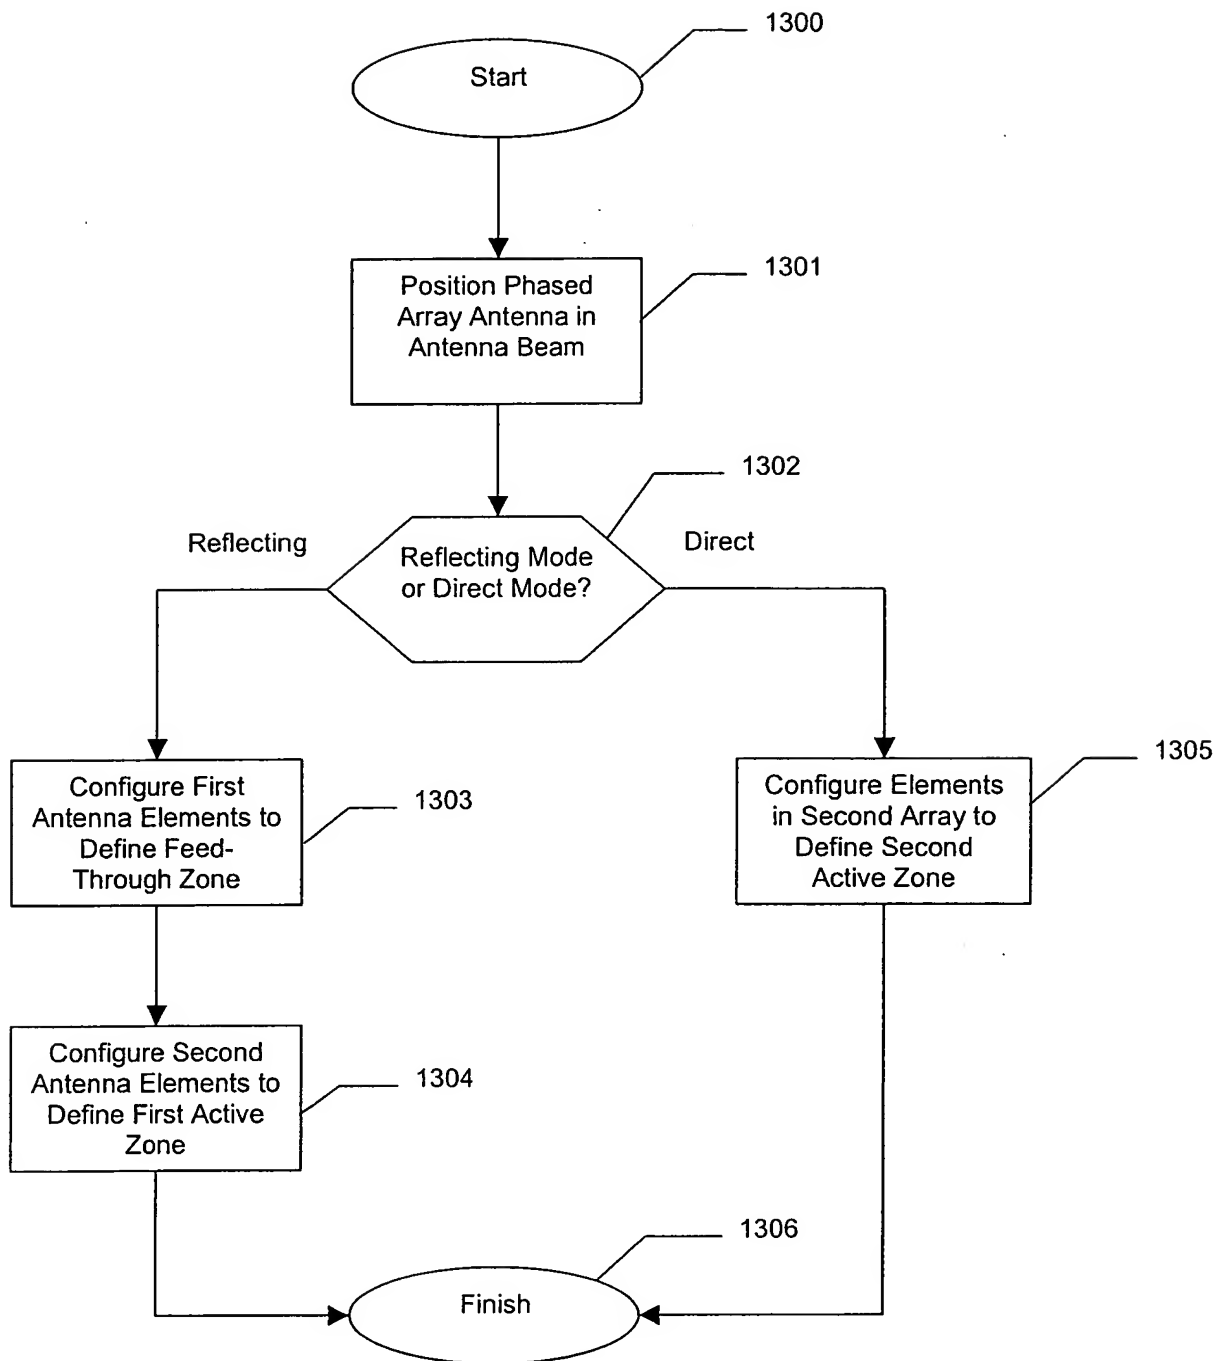 1300
Start
1301
Position Phased
Array Antenna in
Antenna Beam
1302
Reflecting
Direct
Reflecting Mode
or Direct Mode?
1305
Configure First
Antenna Elements to
Define Feed-
Through Zone
1303
Configure Elements
in Second Array to
Define Second
Active Zone
Configure Second
Antenna Elements to
Define First Active
Zone
1304
1306
Finish